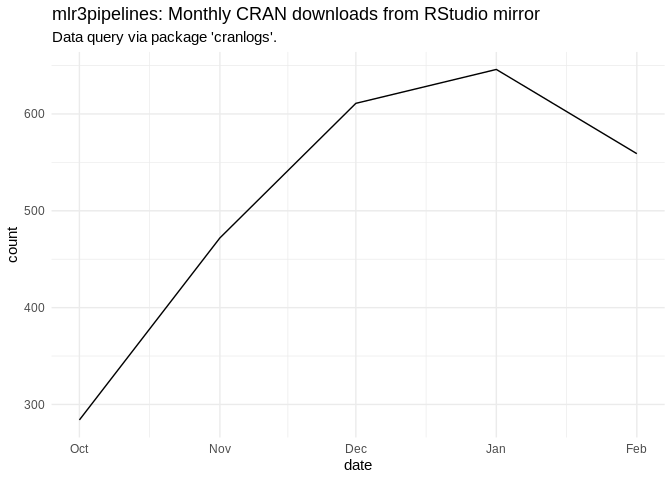 mlr3pipelines: Monthly CRAN downloads from RStudio mirror
Data query via package 'cranlogs'.
600
500
400
300
count
Oct Nov Dec Jan Feb
date